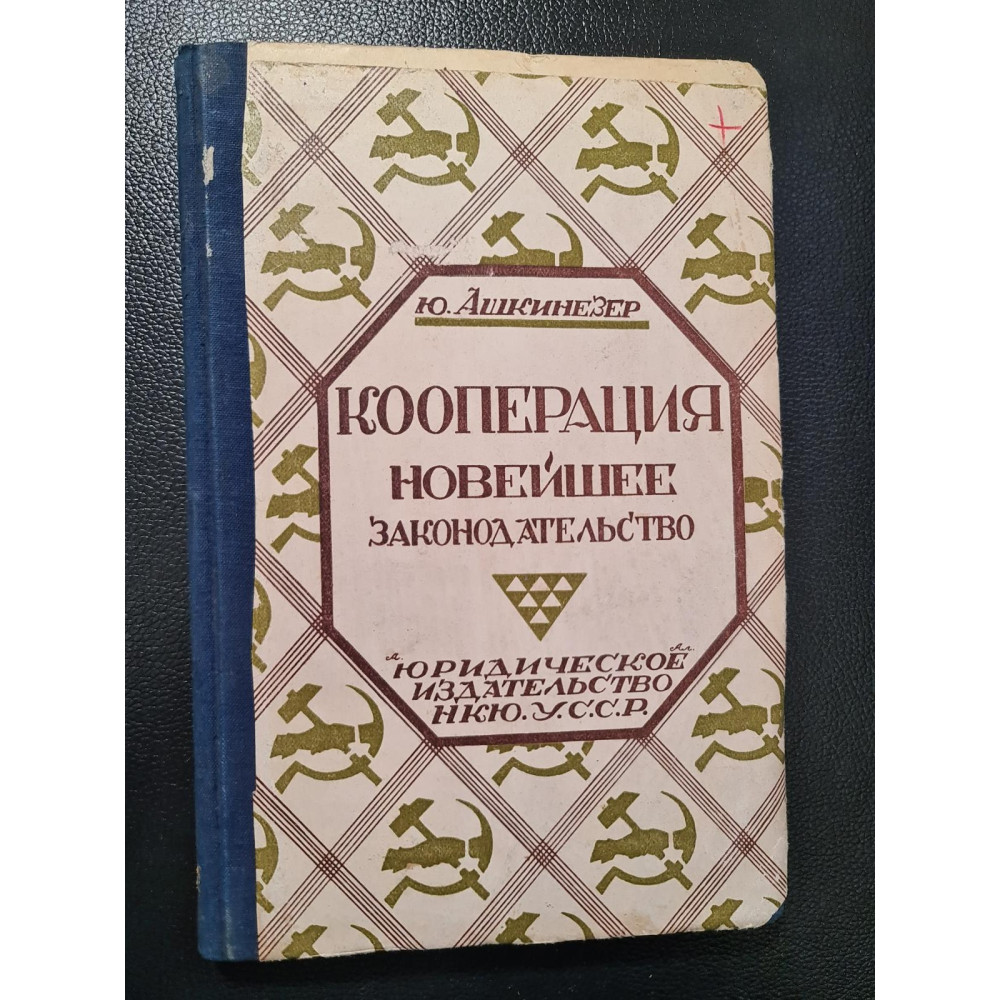 Ю. Ашкинезер
КООПЕРАЦИЯ
НОВЕЙШЕЕ
ЗАКОНОДАТЕЛЬСТВО
ЮРИДИЧЕСКОЕ
ИЗДАТЕЛЬСТВО
НКЮ. У.С.С.Р.